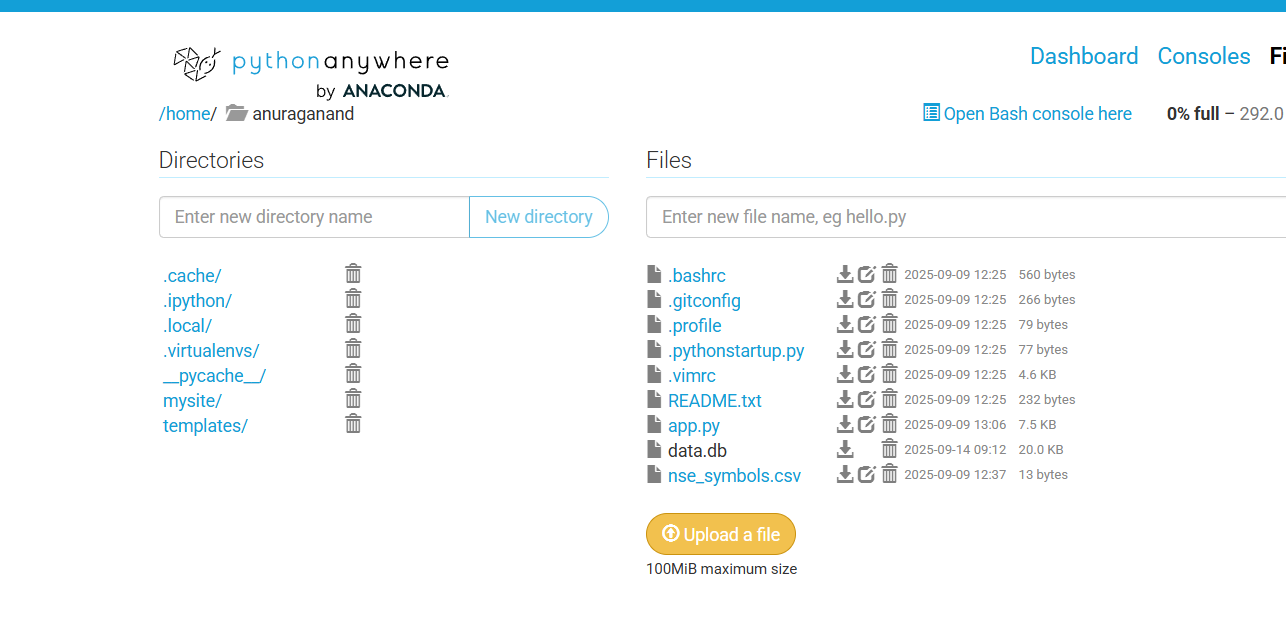 pythonanywhere
by ANACONDA.
Dashboard Consoles Fi
/home/ anuraganand
Open Bash console here 0% full – 292.0
Directories
Files
Enter new directory name New directory
Enter new file name, eg hello.py
.cache/
.ipython/
.local/
.virtualenvs/
__pycache__/
mysite/
templates/
.bashrc 2025-09-09 12:25 560 bytes
.gitconfig 2025-09-09 12:25 266 bytes
.profile 2025-09-09 12:25 79 bytes
.pythonstartup.py 2025-09-09 12:25 77 bytes
.vimrc 2025-09-09 12:25 4.6 KB
README.txt 2025-09-09 12:25 232 bytes
app.py 2025-09-09 13:06 7.5 KB
data.db 2025-09-14 09:12 20.0 KB
nse_symbols.csv 2025-09-09 12:37 13 bytes
Upload a file
100MiB maximum size